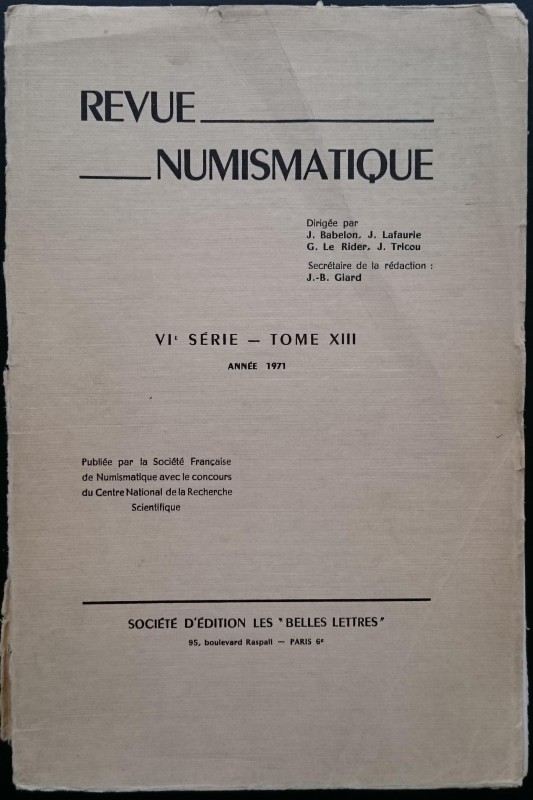 REVUE
NUMISMATIQUE
Dirigée par
J. Babelon, J. Lafaurie
G. Le Rider, J. Tricou
Secrétaire de la rédaction :
J.-B. Giard
VIᵉ SÉRIE — TOME XIII
ANNÉE 1971
Publiée par la Société Française
de Numismatique avec le concours
du Centre National de la Recherche
Scientifique
SOCIÉTÉ D'ÉDITION LES "BELLES LETTRES"
95, boulevard Raspail — PARIS 6ᵉ